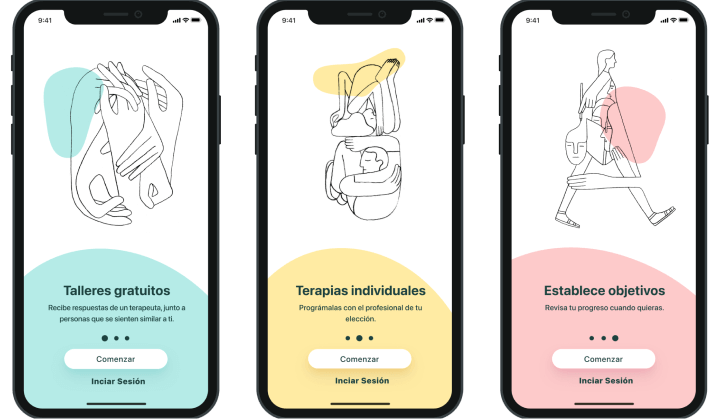 9:41
Talleres gratuitos
Recibe respuestas de un terapeuta, junto a
personas que se sienten similar a ti.
Comenzar
Inciar Sesión
9:41
Terapias individuales
Prográmalas con el profesional de tu
elección.
Comenzar
Inciar Sesión
9:41
Establece objetivos
Revisa tu progreso cuando quieras.
Comenzar
Inciar Sesión